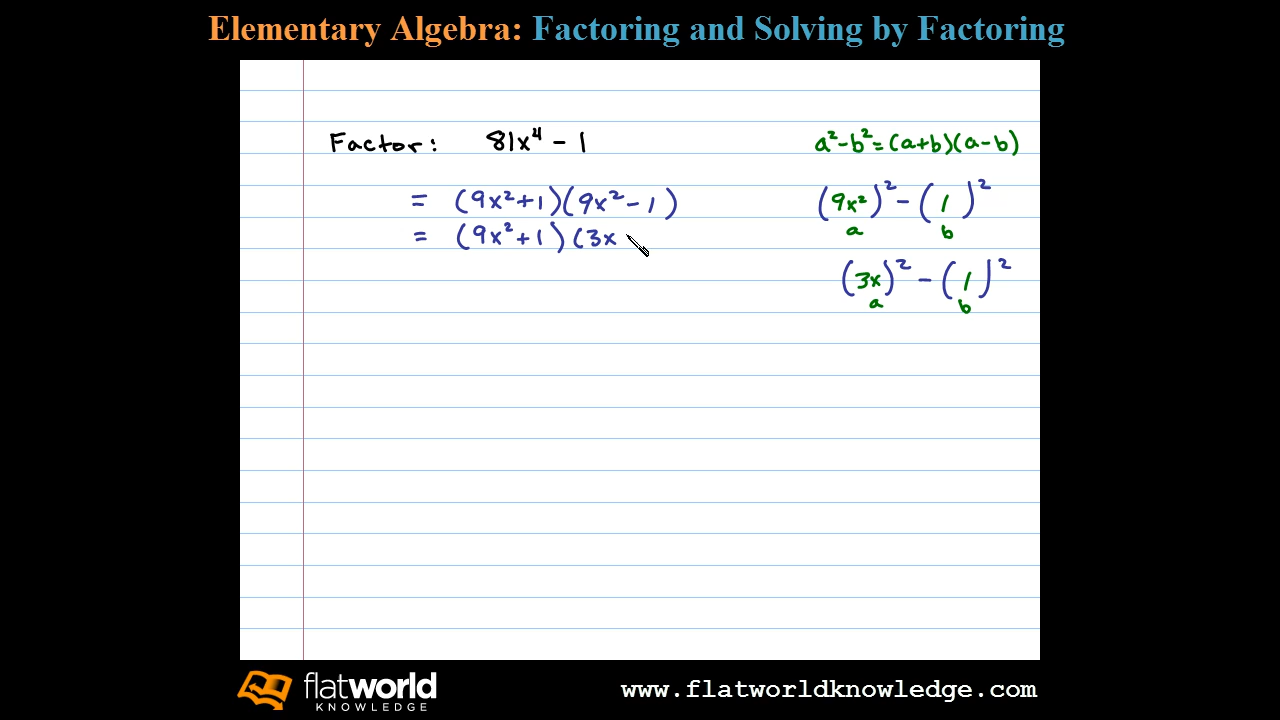 Elementary Algebra: Factoring and Solving by Factoring
Factor: 81x⁴ - 1
a² - b² = (a+b)(a-b)
= (9x²+1)(9x²-1)
(9x²)² - (1)²
a b
= (9x²+1)(3x
(3x)² - (1)²
a b
flatworld
KNOWLEDGE
www.flatworldknowledge.com